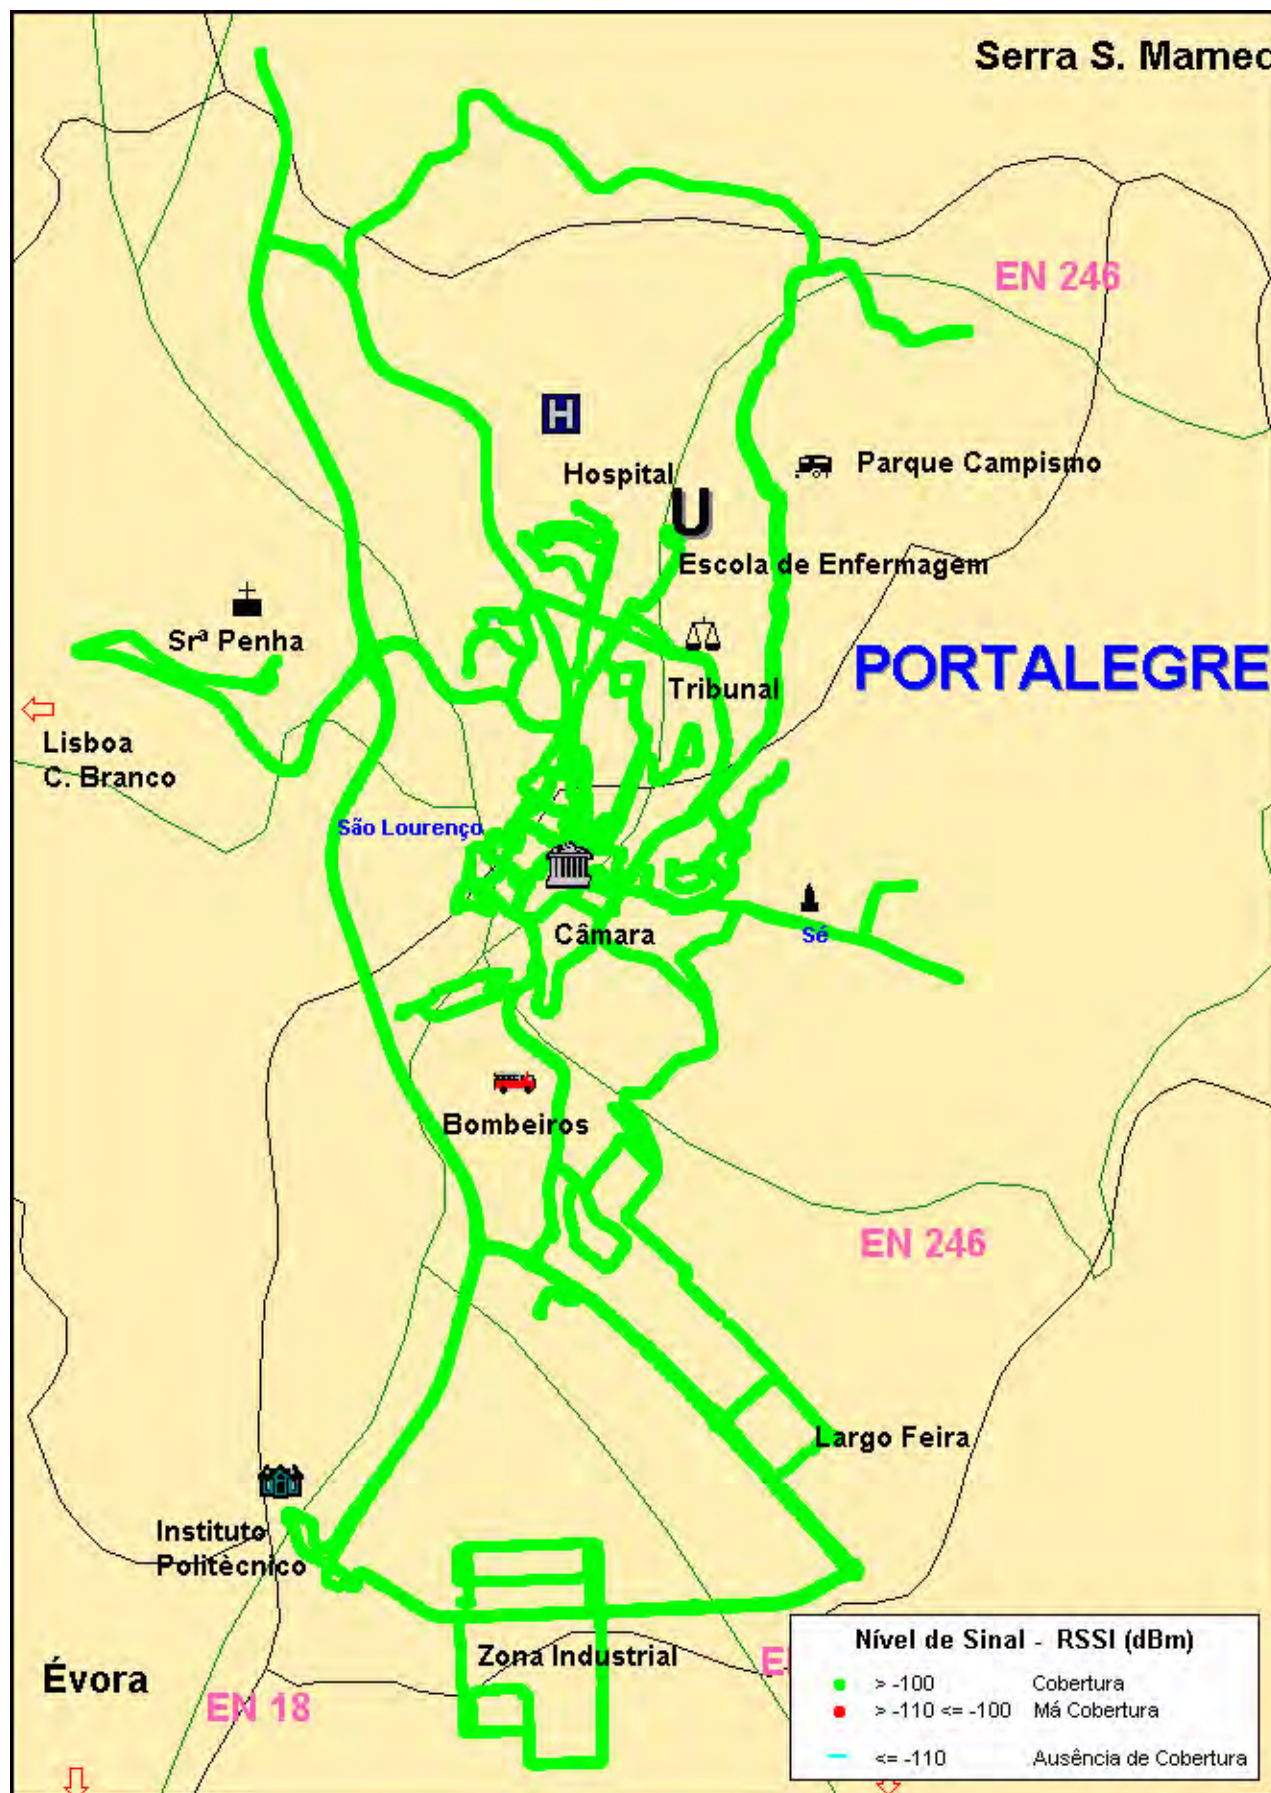 Serra S. Mamed
EN 246
H
Hospital
Parque Campismo
U
Escola de Enfermagem
Srª Penha
PORTALEGRE
Tribunal
Lisboa
C. Branco
São Lourenço
Câmara
Sé
Bombeiros
EN 246
Largo Feira
Instituto
Politècnico
Zona Industrial
Évora
EN 18
Nível de Sinal - RSSI (dBm)
> -100 Cobertura
> -110 <= -100 Má Cobertura
<= -110 Ausência de Cobertura